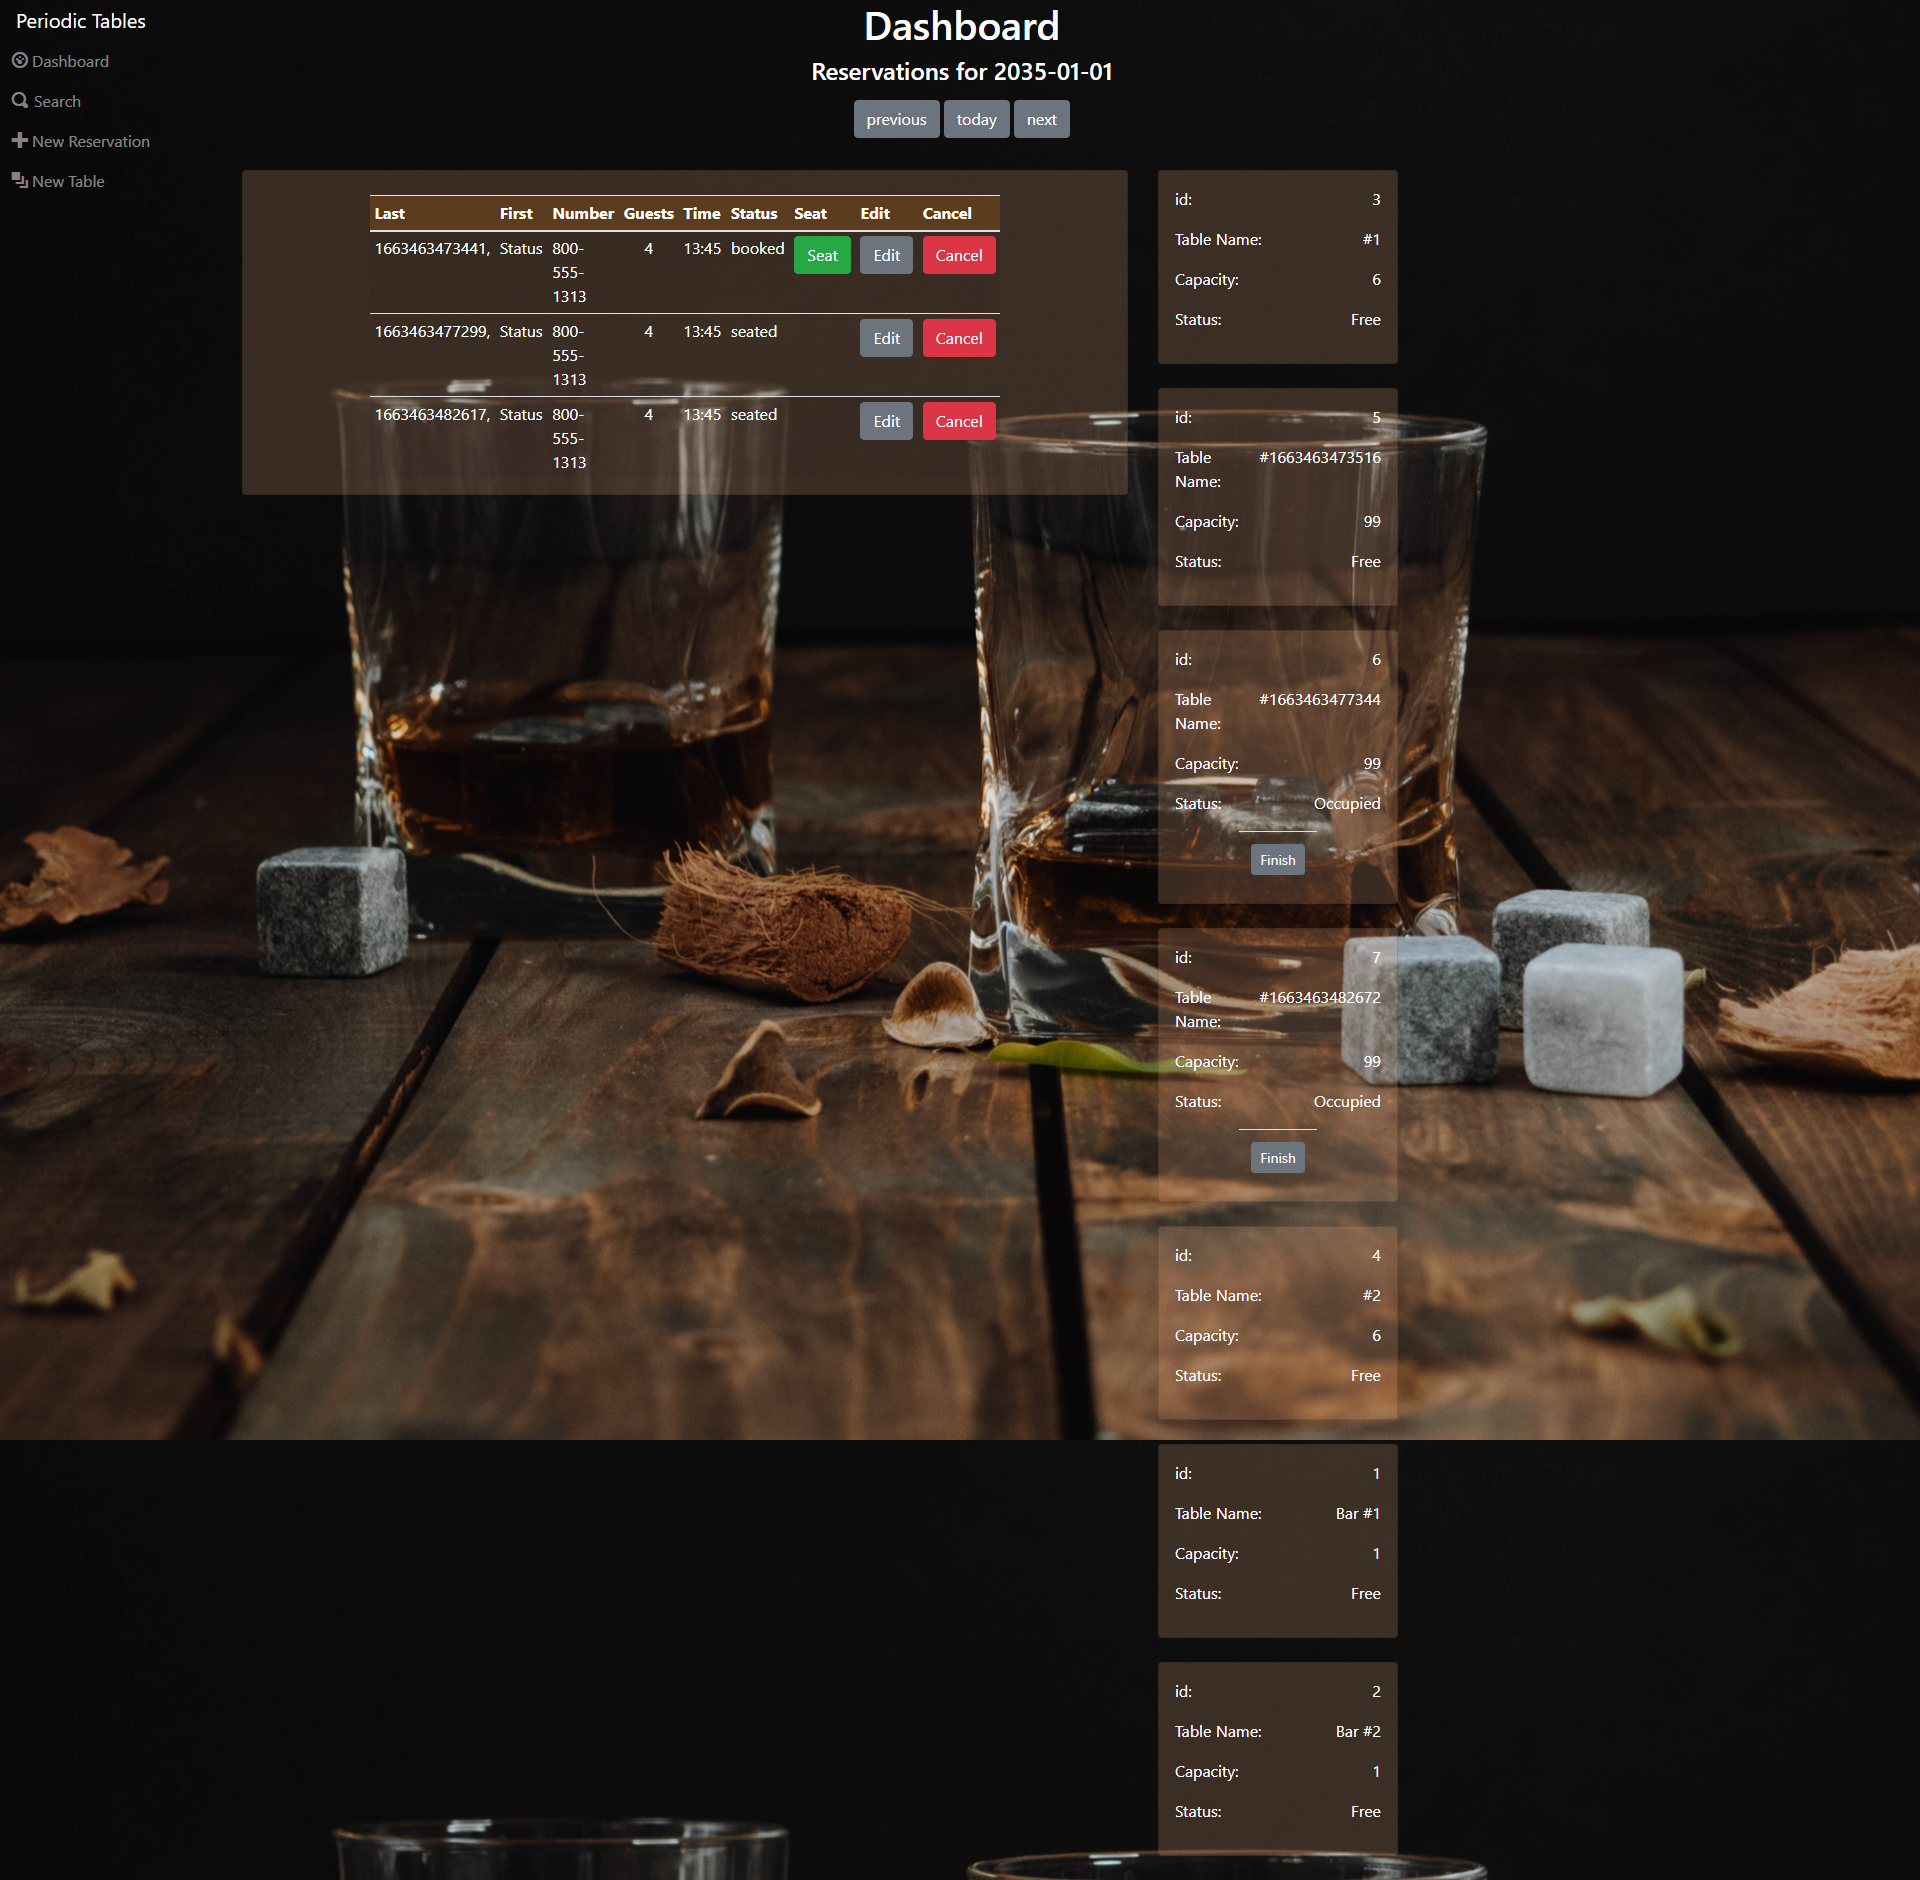 Periodic Tables
Dashboard
Search
New Reservation
New Table
Dashboard
Reservations for 2035-01-01
previous today next
Last First Number Guests Time Status Seat Edit Cancel
1663463473441, Status 800- 4 13:45 booked Seat Edit Cancel
555-
1313
1663463477299, Status 800- 4 13:45 seated Edit Cancel
555-
1313
1663463482617, Status 800- 4 13:45 seated Edit Cancel
555-
1313
id: 3
Table Name: #1
Capacity: 6
Status: Free
id: 5
Table #1663463473516
Name:
Capacity: 99
Status: Free
id: 6
Table #1663463477344
Name:
Capacity: 99
Status: Occupied
Finish
id: 7
Table #1663463482672
Name:
Capacity: 99
Status: Occupied
Finish
id: 4
Table Name: #2
Capacity: 6
Status: Free
id: 1
Table Name: Bar #1
Capacity: 1
Status: Free
id: 2
Table Name: Bar #2
Capacity: 1
Status: Free